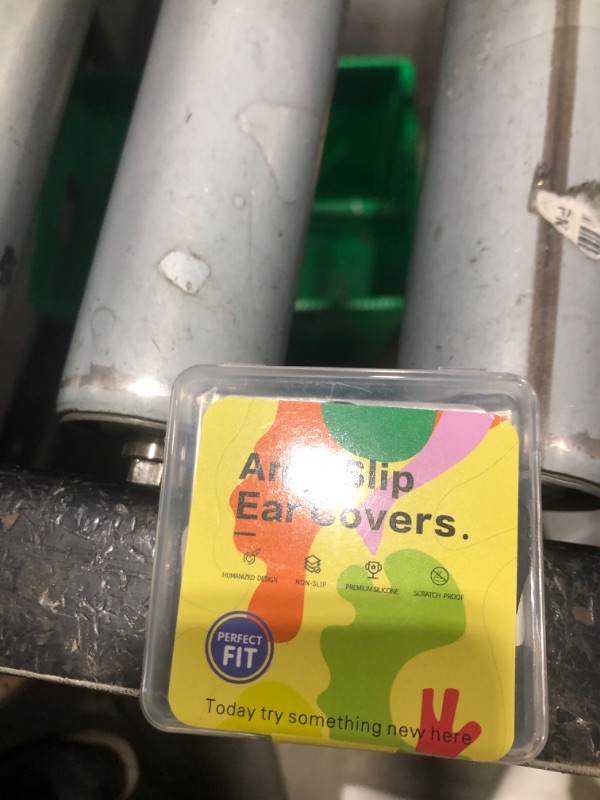 Slip
Ear Covers.
HUMANIZED DESIGN NON-SLIP PREMIUM SILICONE SCRATCH PROOF
PERFECT
FIT
Today try something new here